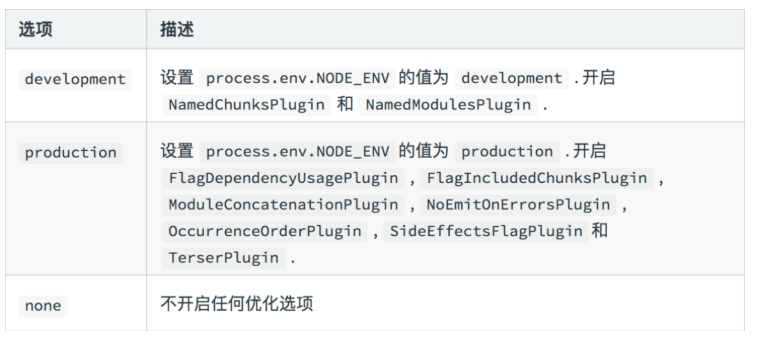 选项 描述
development 设置 process.env.NODE_ENV 的值为 development .开启
NamedChunksPlugin 和 NamedModulesPlugin .
production 设置 process.env.NODE_ENV 的值为 production .开启
FlagDependencyUsagePlugin , FlagIncludedChunksPlugin ,
ModuleConcatenationPlugin , NoEmitOnErrorsPlugin ,
OccurrenceOrderPlugin , SideEffectsFlagPlugin 和
TerserPlugin .
none 不开启任何优化选项